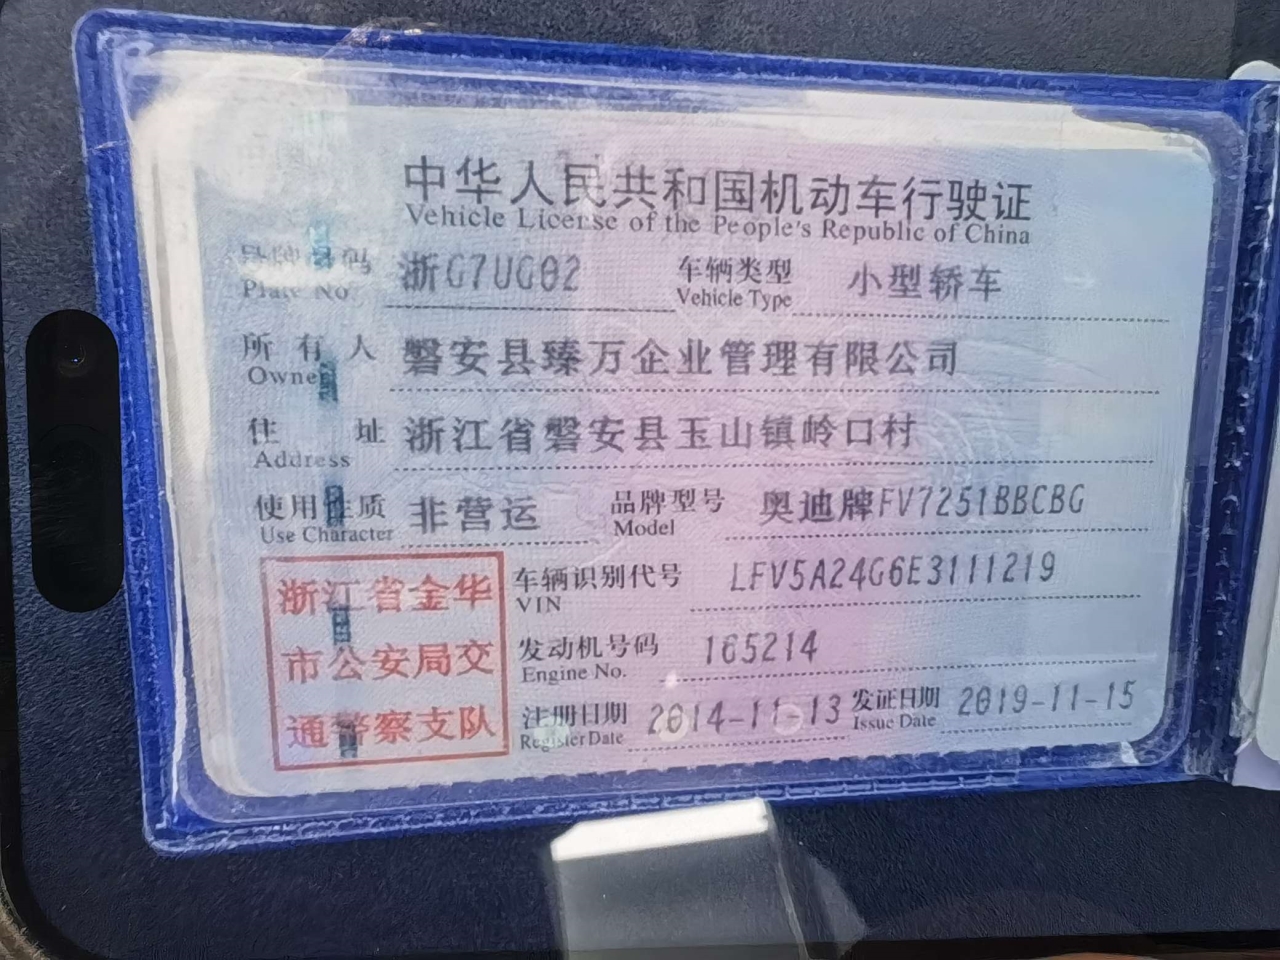 中华人民共和国机动车行驶证
Vehicle License of the People's Republic of China
号牌号码 浙G7UG02 车辆类型 小型轿车
Plate No. Vehicle Type
所有人 磐安县臻万企业管理有限公司
Owner
住址 浙江省磐安县玉山镇岭口村
Address
使用性质 非营运 品牌型号 奥迪牌FV7251BBCBG
Use Character Model
浙江省金华
市公安局交
通警察支队
车辆识别代号 LFV5A24G6E3111219
VIN
发动机号码 165214
Engine No.
注册日期 2014-11-13 发证日期 2019-11-15
Register Date Issue Date